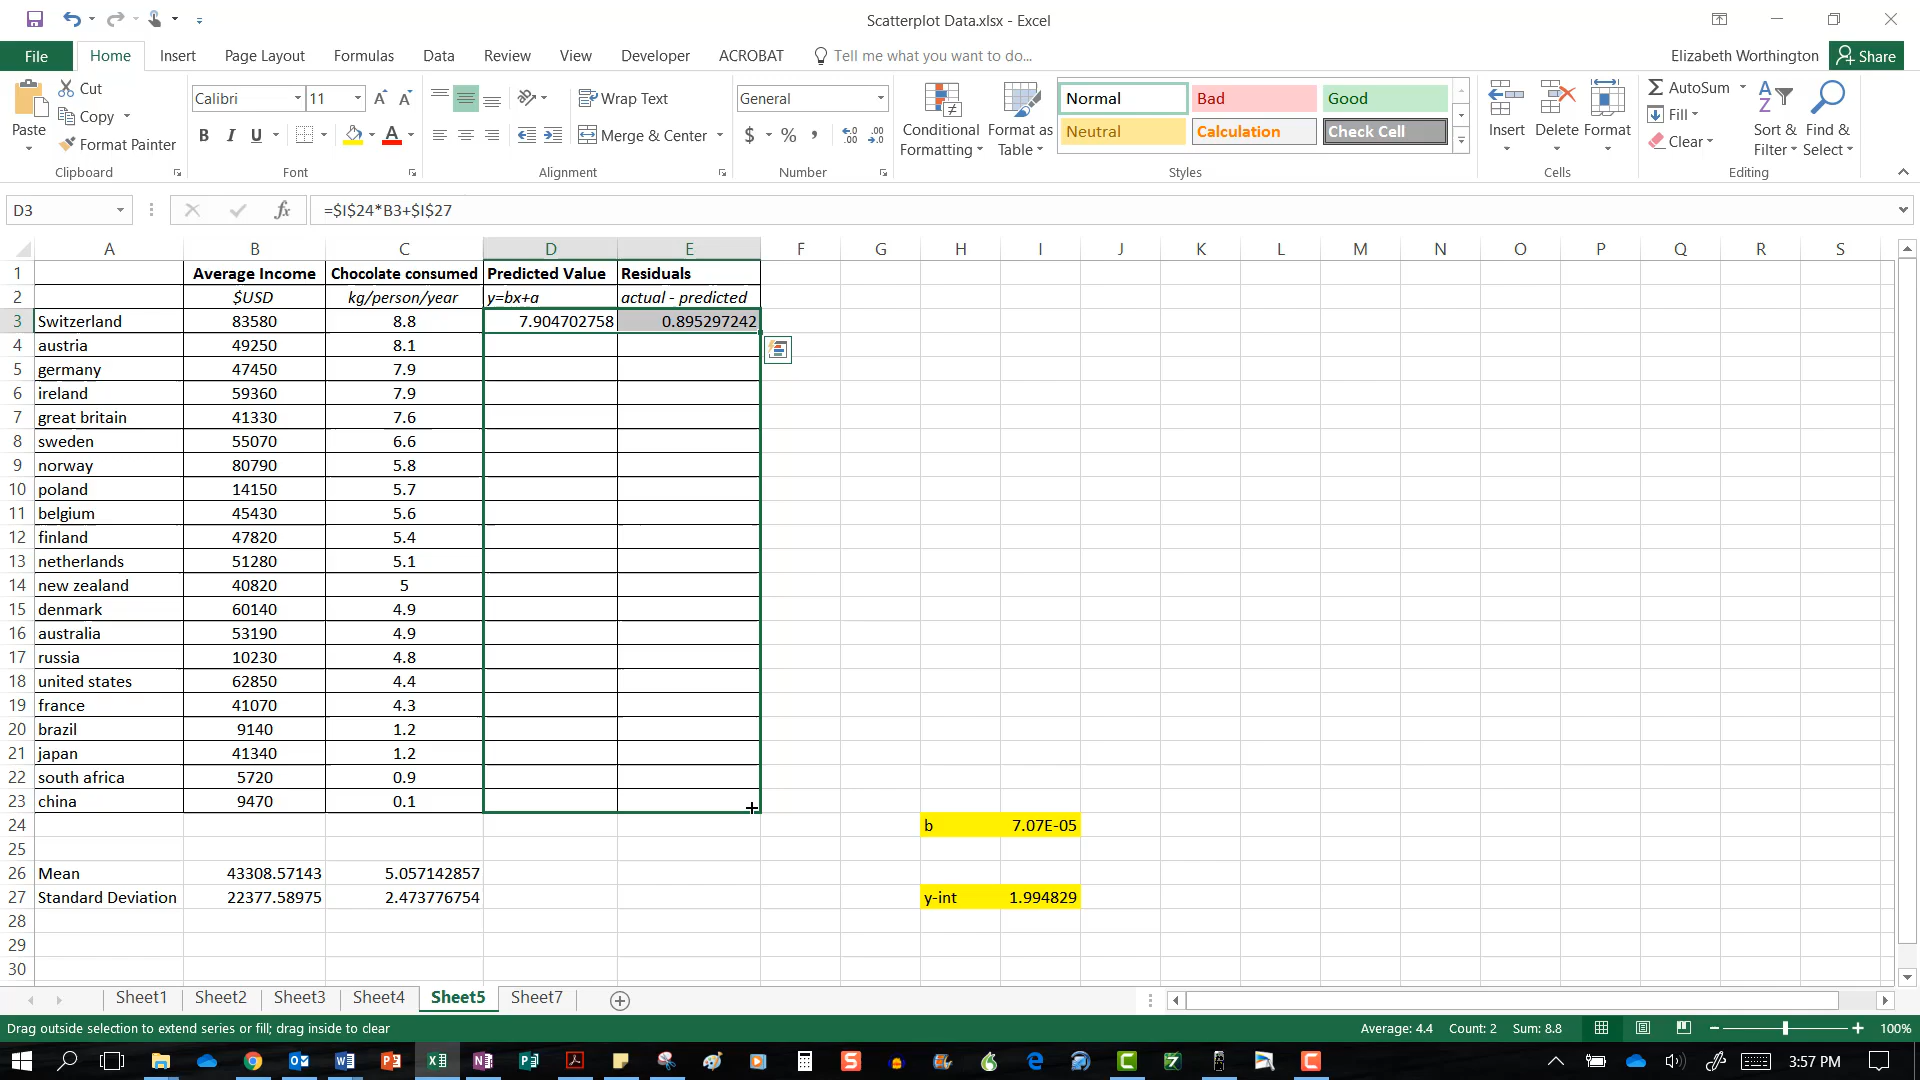 Scatterplot Data.xlsx - Excel
File Home Insert Page Layout Formulas Data Review View Developer ACROBAT Tell me what you want to do... Elizabeth Worthington Share
Cut Calibri 11 Wrap Text General Normal Bad Good AutoSum
Copy Fill
Paste Format Painter B I U A Merge & Center $ % , Conditional Formatting Format as Table Neutral Calculation Check Cell Insert Delete Format Clear Sort & Filter Find & Select
Clipboard Font Alignment Number Styles Cells Editing
D3 fx =$I$24*B3+$I$27
A B C D E F G H I J K L M N O P Q R S
1 Average Income Chocolate consumed Predicted Value Residuals
2 $USD kg/person/year y=bx+a actual - predicted
3 Switzerland 83580 8.8 7.904702758 0.895297242
4 austria 49250 8.1
5 germany 47450 7.9
6 ireland 59360 7.9
7 great britain 41330 7.6
8 sweden 55070 6.6
9 norway 80790 5.8
10 poland 14150 5.7
11 belgium 45430 5.6
12 finland 47820 5.4
13 netherlands 51280 5.1
14 new zealand 40820 5
15 denmark 60140 4.9
16 australia 53190 4.9
17 russia 10230 4.8
18 united states 62850 4.4
19 france 41070 4.3
20 brazil 9140 1.2
21 japan 41340 1.2
22 south africa 5720 0.9
23 china 9470 0.1
24 b 7.07E-05
25
26 Mean 43308.57143 5.057142857
27 Standard Deviation 22377.58975 2.473776754 y-int 1.994829
28
29
30
Sheet1 Sheet2 Sheet3 Sheet4 Sheet5 Sheet7
Drag outside selection to extend series or fill; drag inside to clear Average: 4.4 Count: 2 Sum: 8.8 100%
3:57 PM